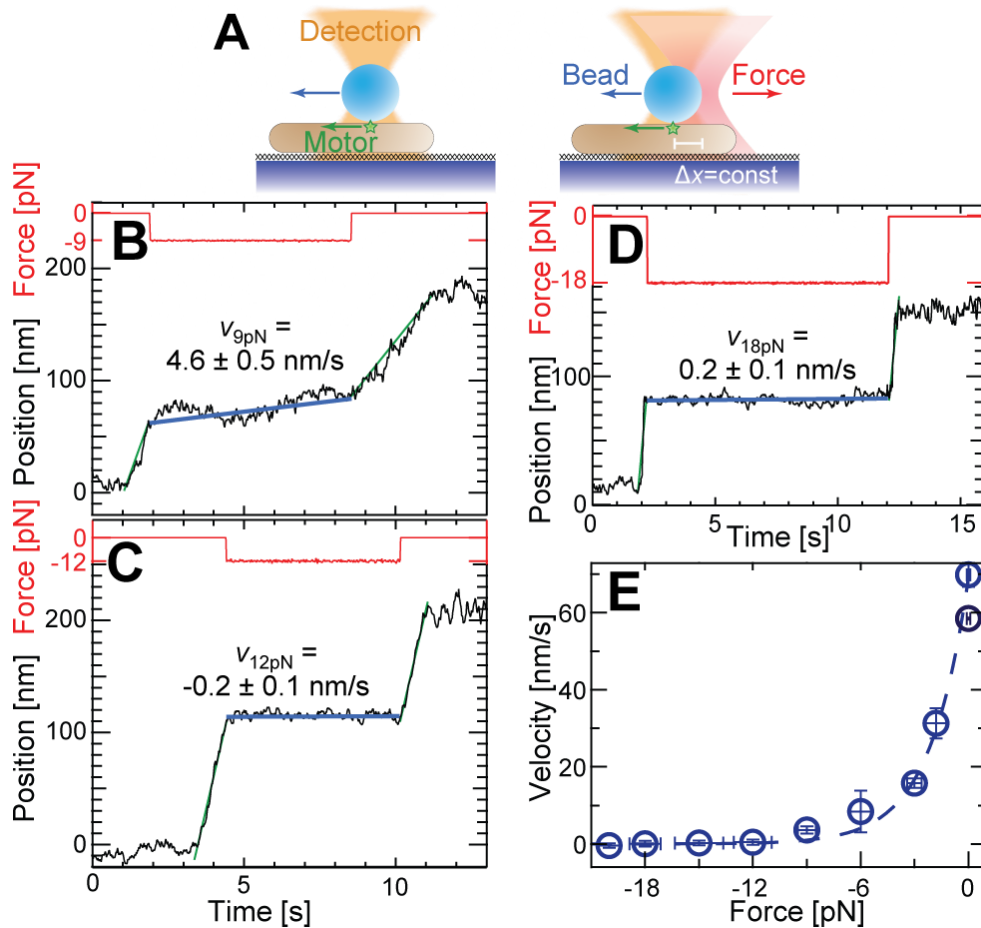 A
Detection
Motor
Bead
Force
Δx=const
B
Force [pN]
0
-9
Position [nm]
200
100
0
v9pN =
4.6 ± 0.5 nm/s
C
Force [pN]
0
-12
Position [nm]
200
100
0
v12pN =
-0.2 ± 0.1 nm/s
0
5
10
Time [s]
D
Force [pN]
0
-18
Position [nm]
100
0
v18pN =
0.2 ± 0.1 nm/s
0
5
10
15
Time [s]
E
Velocity [nm/s]
60
40
20
0
-18
-12
-6
0
Force [pN]